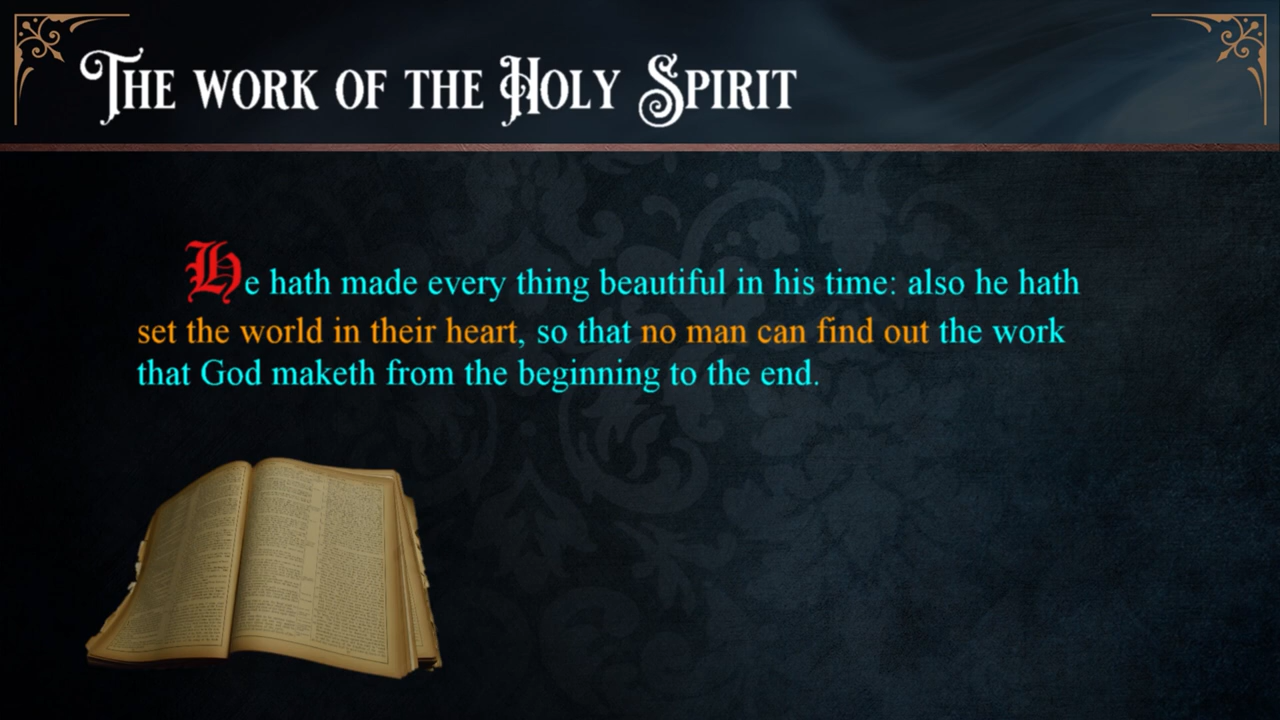 The work of the Holy Spirit
He hath made every thing beautiful in his time: also he hath
set the world in their heart, so that no man can find out the work
that God maketh from the beginning to the end.